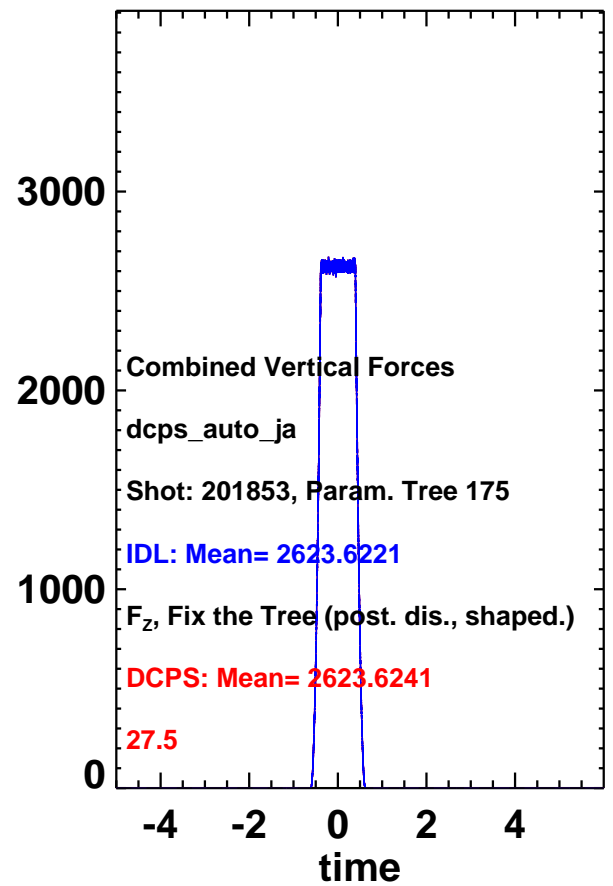 3000
2000
1000
0
Combined Vertical Forces
dcps_auto_ja
Shot: 201853, Param. Tree 175
IDL: Mean= 2623.6221
FZ, Fix the Tree (post. dis., shaped.)
DCPS: Mean= 2623.6241
27.5
-4 -2 0 2 4
time